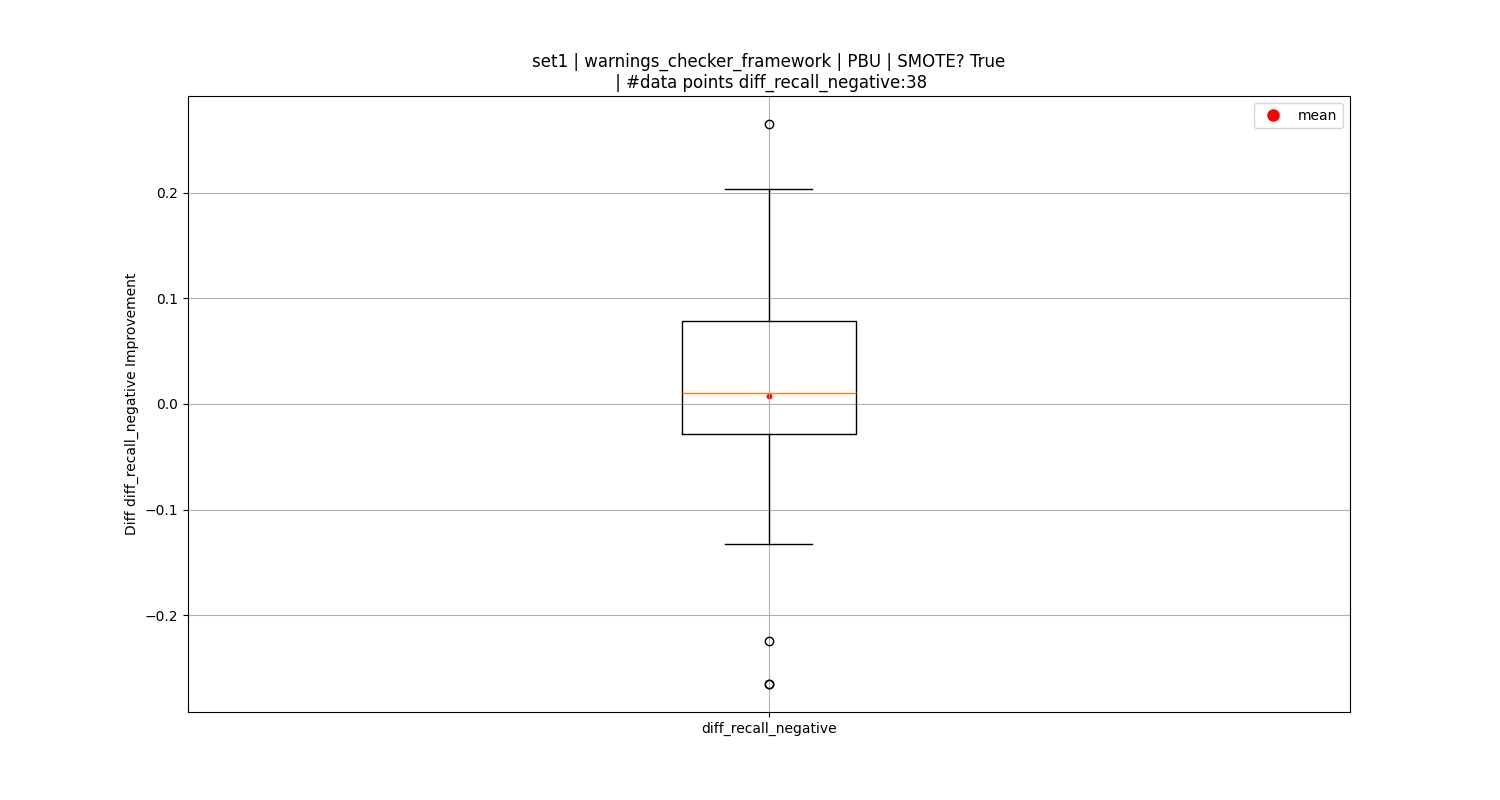 set1 | warnings_checker_framework | PBU | SMOTE? True
| #data points diff_recall_negative:38
mean
0.2
0.1
0.0
−0.1
−0.2
Diff diff_recall_negative Improvement
diff_recall_negative